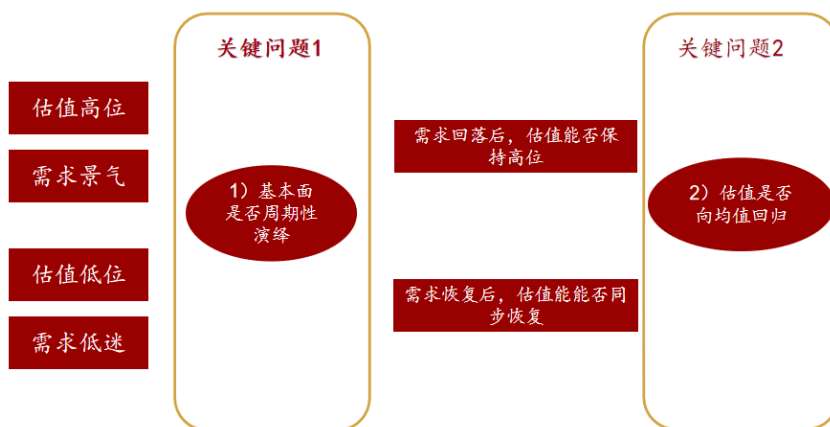 关键问题1
估值高位
需求景气
估值低位
需求低迷
1）基本面
是否周期性
演绎
需求回落后，估值能否保
持高位
需求恢复后，估值能能否同
步恢复
关键问题2
2）估值是否
向均值回归